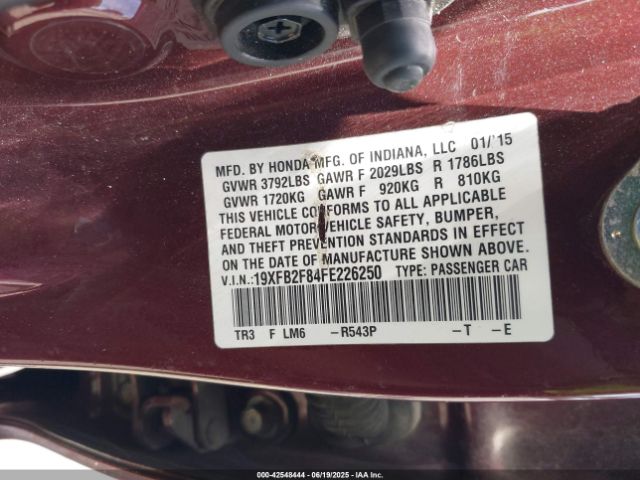 MFD. BY HONDA MFG. OF INDIANA, LLC 01/'15
GVWR 3792LBS GAWR F 2029LBS R 1786LBS
GVWR 1720KG GAWR F 920KG R 810KG
THIS VEHICLE CONFORMS TO ALL APPLICABLE
FEDERAL MOTOR VEHICLE SAFETY, BUMPER,
AND THEFT PREVENTION STANDARDS IN EFFECT
ON THE DATE OF MANUFACTURE SHOWN ABOVE.
V.I.N.:19XFB2F84FE226250 TYPE: PASSENGER CAR
TR3 F LM6 -R543P -T -E
000-42548444 - 06/19/2025 - IAAI.COM